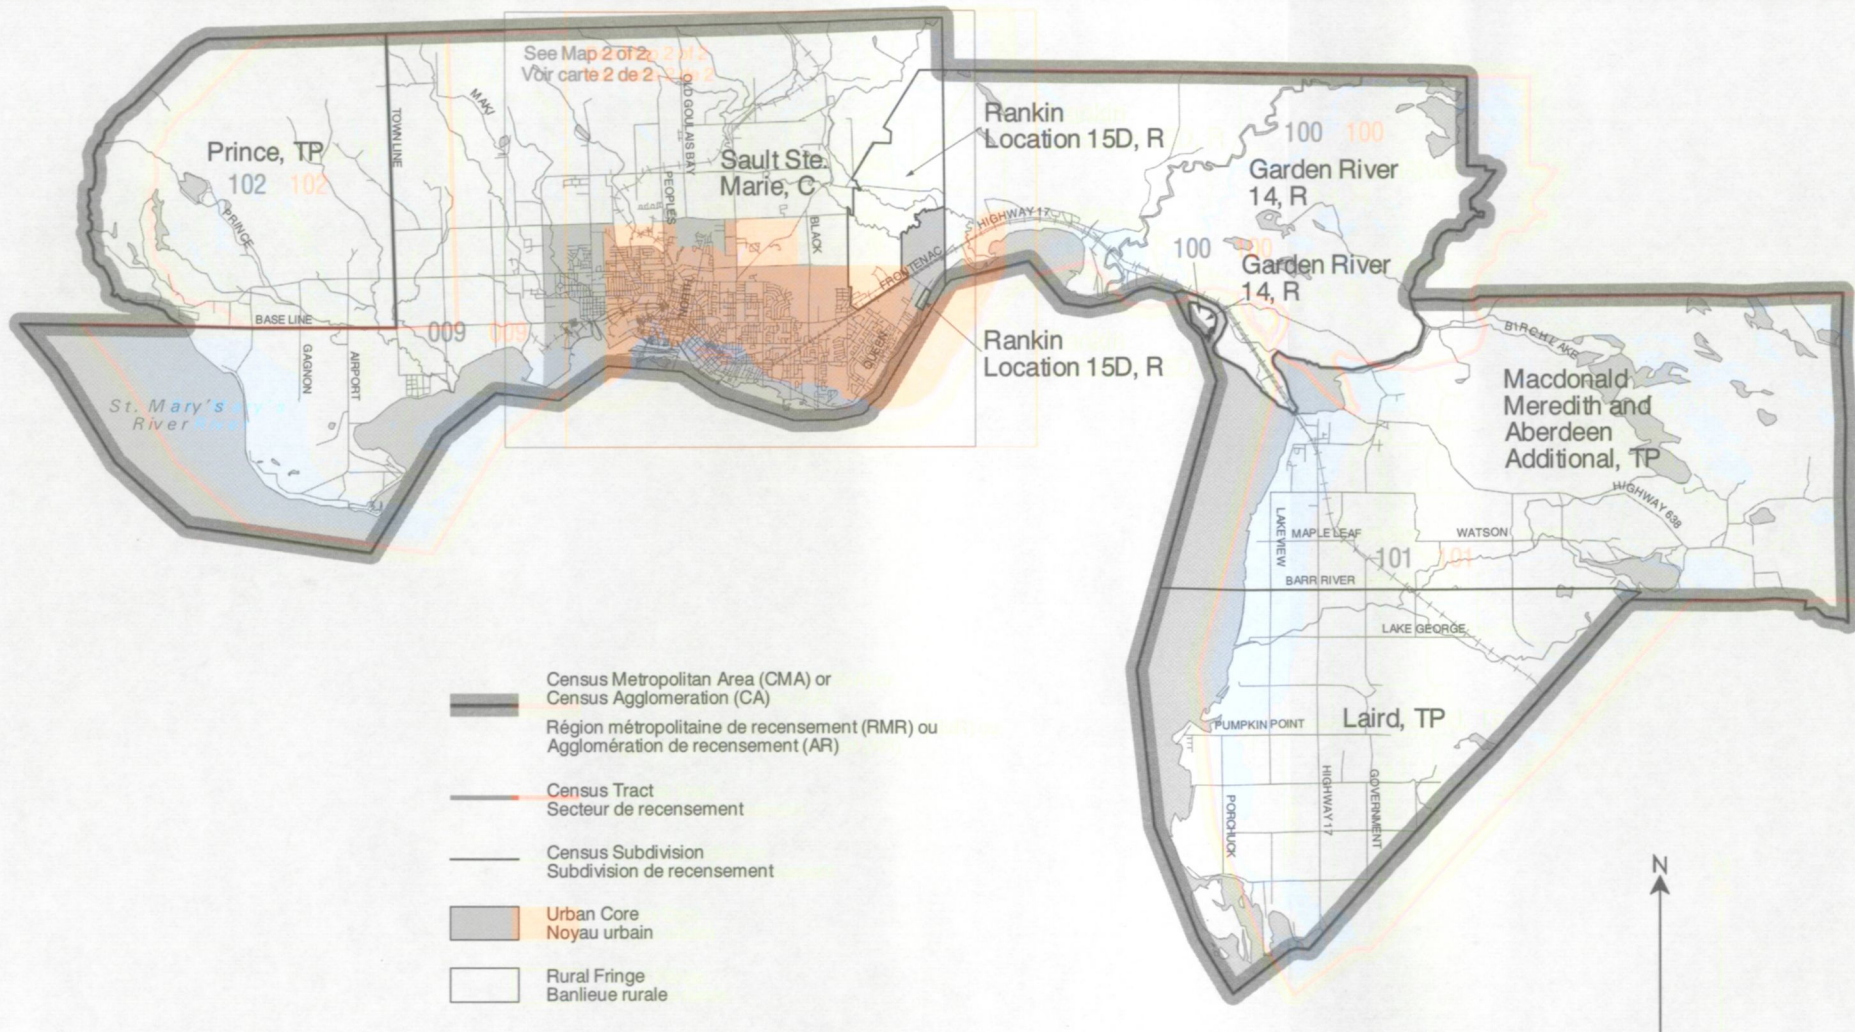 See Map 2 of 2
Voir carte 2 de 2
Prince, TP
102
102
PRINCE
TOWN LINE
MAKI
OLD GOULAIS BAY
PEOPLES
Sault Ste.
Marie, C
BLACK
Rankin
Location 15D, R
100
100
Garden River
14, R
HIGHWAY 17
100
Garden River
14, R
FRONTENAC
QUEEN
BASE LINE
009
009
GAGNON
AIRPORT
St. Mary's
River
Rankin
Location 15D, R
BIRCH LAKE
Macdonald
Meredith and
Aberdeen
Additional, TP
HIGHWAY 638
LAKEVIEW
MAPLE LEAF
WATSON
101
101
BARR RIVER
LAKE GEORGE
PUMPKIN POINT
Laird, TP
PORCHUCK
HIGHWAY 17
GOVERNMENT
Census Metropolitan Area (CMA) or
Census Agglomeration (CA)
Région métropolitaine de recensement (RMR) ou
Agglomération de recensement (AR)
Census Tract
Secteur de recensement
Census Subdivision
Subdivision de recensement
Urban Core
Noyau urbain
Rural Fringe
Banlieue rurale
N